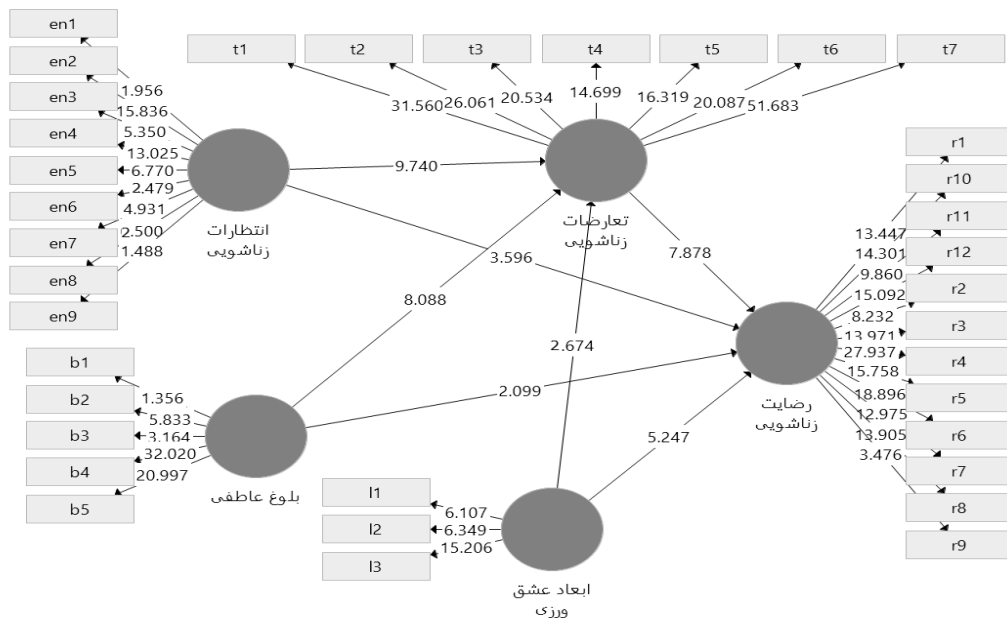 en1
en2
en3
en4
en5
en6
en7
en8
en9
1.956
15.836
5.350
13.025
6.770
2.479
4.931
2.500
1.488
انتظارات
زناشویی
t1
t2
t3
t4
t5
t6
t7
31.560
26.061
20.534
14.699
16.319
20.087
51.683
تعارضات
زناشویی
9.740
3.596
7.878
8.088
2.674
2.099
5.247
r1
r10
r11
r12
r2
r3
r4
r5
r6
r7
r8
r9
13.447
14.301
9.860
15.092
8.232
13.971
27.937
15.758
18.896
12.975
13.905
3.476
رضایت
زناشویی
b1
b2
b3
b4
b5
1.356
5.833
3.164
32.020
20.997
بلوغ عاطفی
l1
l2
l3
6.107
6.349
15.206
ابعاد عشق
ورزی